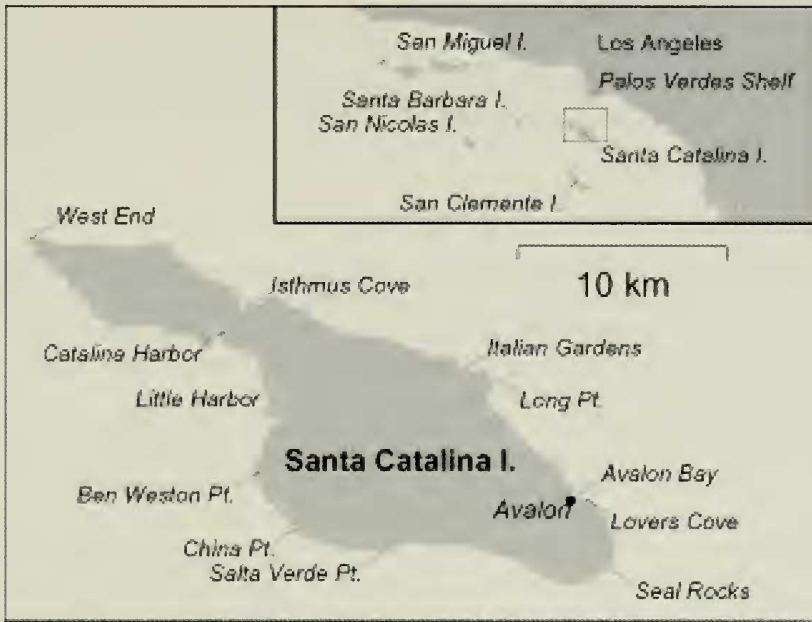 San Miguel I.
Los Angeles
Palos Verdes Shelf
Santa Barbara I.
San Nicolas I.
Santa Catalina I.
San Clemente I.
West End
10 km
Isthmus Cove
Catalina Harbor
Italian Gardens
Little Harbor
Long Pt.
Santa Catalina I.
Ben Weston Pt.
Avalon Bay
Avalon
Lovers Cove
China Pt.
Salta Verde Pt.
Seal Rocks